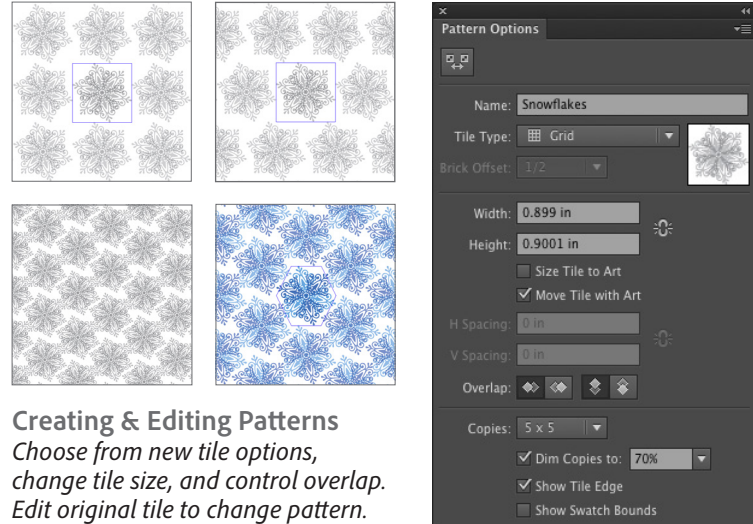 Creating & Editing Patterns
Choose from new tile options,
change tile size, and control overlap.
Edit original tile to change pattern.
Pattern Options
Name: Snowflakes
Tile Type: Grid
Brick Offset: 1/2
Width: 0.899 in
Height: 0.9001 in
Size Tile to Art
Move Tile with Art
H Spacing: 0 in
V Spacing: 0 in
Overlap:
Copies: 5 x 5
Dim Copies to: 70%
Show Tile Edge
Show Swatch Bounds